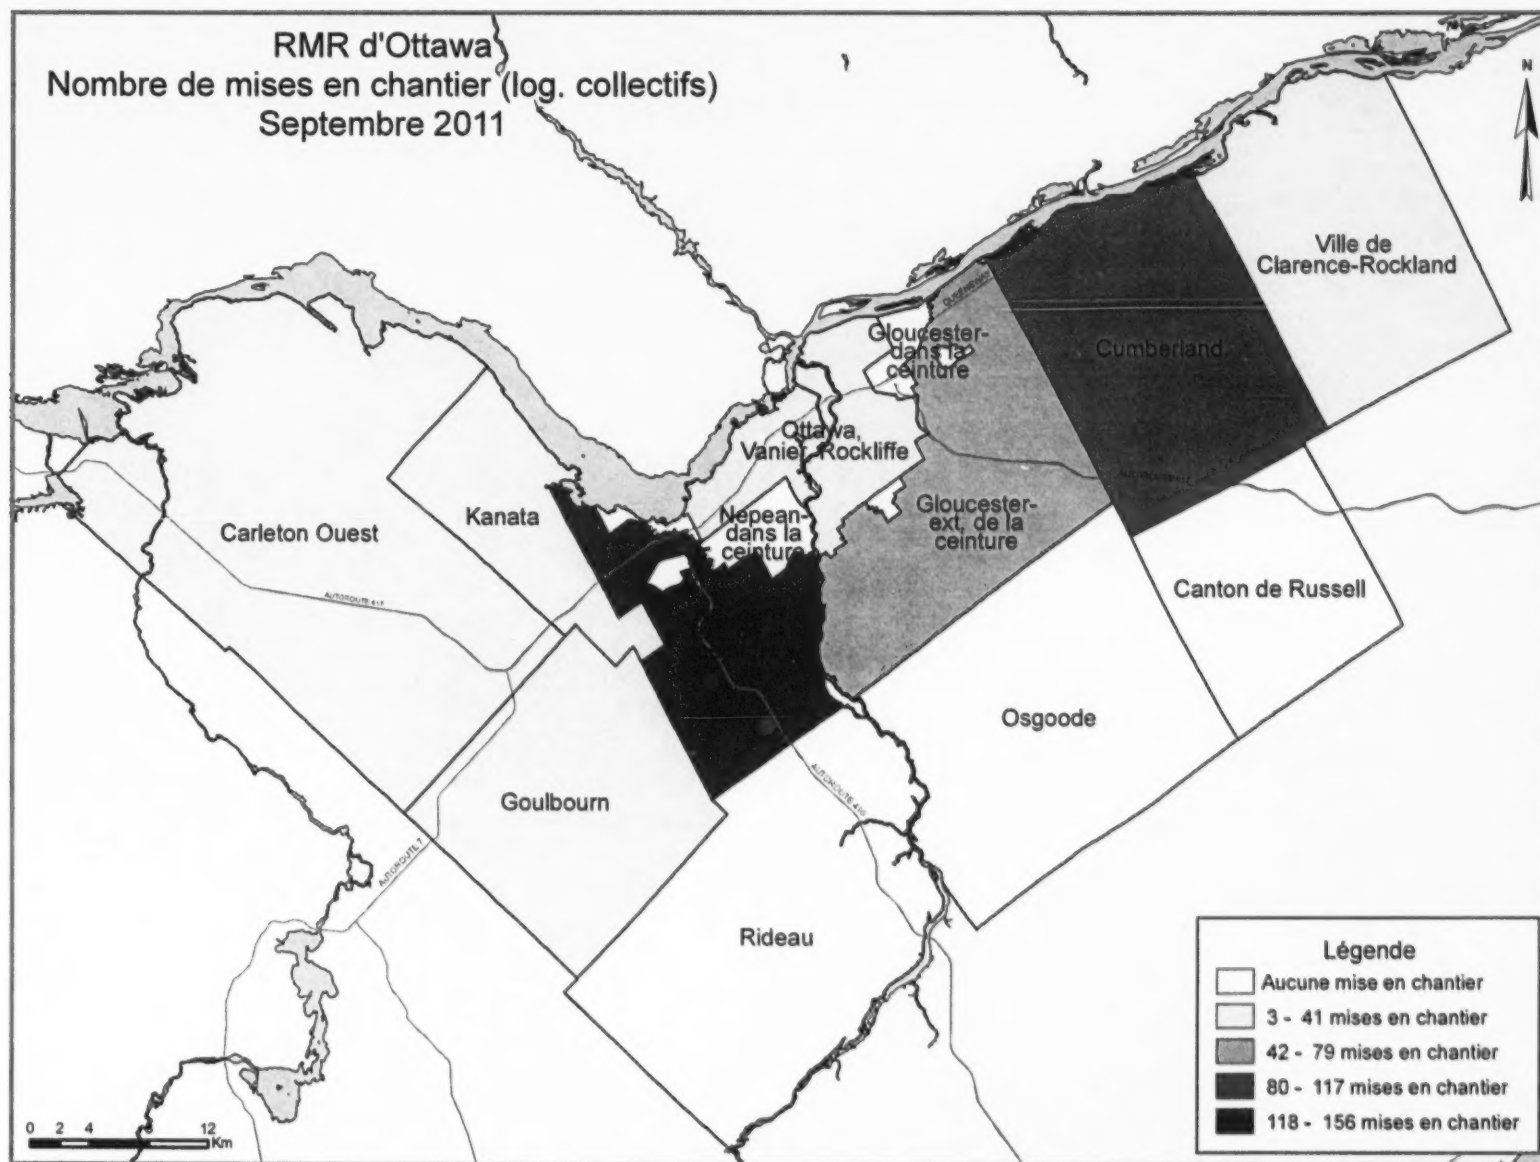 RMR d'Ottawa
Nombre de mises en chantier (log. collectifs)
Septembre 2011
N
Ville de
Clarence-Rockland
QUEENSWAY
Gloucester-
dans la
ceinture
Cumberland
Ottawa,
Vanier, Rockliffe
Kanata
Nepean-
dans la
ceinture
Gloucester-
ext, de la
ceinture
Carleton Ouest
AUTOROUTE 417
AUTOROUTE 417
Canton de Russell
Osgoode
Goulbourn
AUTOROUTE 416
AUTOROUTE 7
Rideau
Légende
Aucune mise en chantier
3 - 41 mises en chantier
42 - 79 mises en chantier
80 - 117 mises en chantier
118 - 156 mises en chantier
0 2 4 8 12
Km